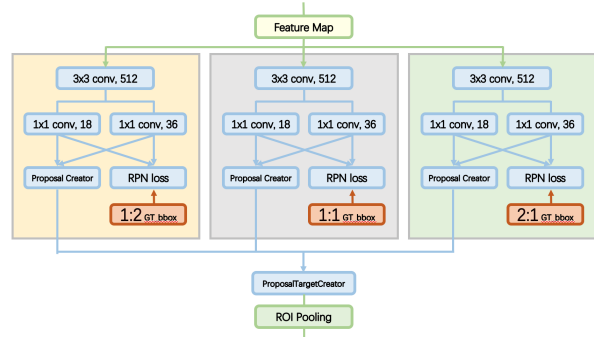 Feature Map
3x3 conv, 512
1x1 conv, 18
1x1 conv, 36
Proposal Creator
RPN loss
1:2 GT_bbox
3x3 conv, 512
1x1 conv, 18
1x1 conv, 36
Proposal Creator
RPN loss
1:1 GT_bbox
3x3 conv, 512
1x1 conv, 18
1x1 conv, 36
Proposal Creator
RPN loss
2:1 GT_bbox
ProposalTargetCreator
ROI Pooling